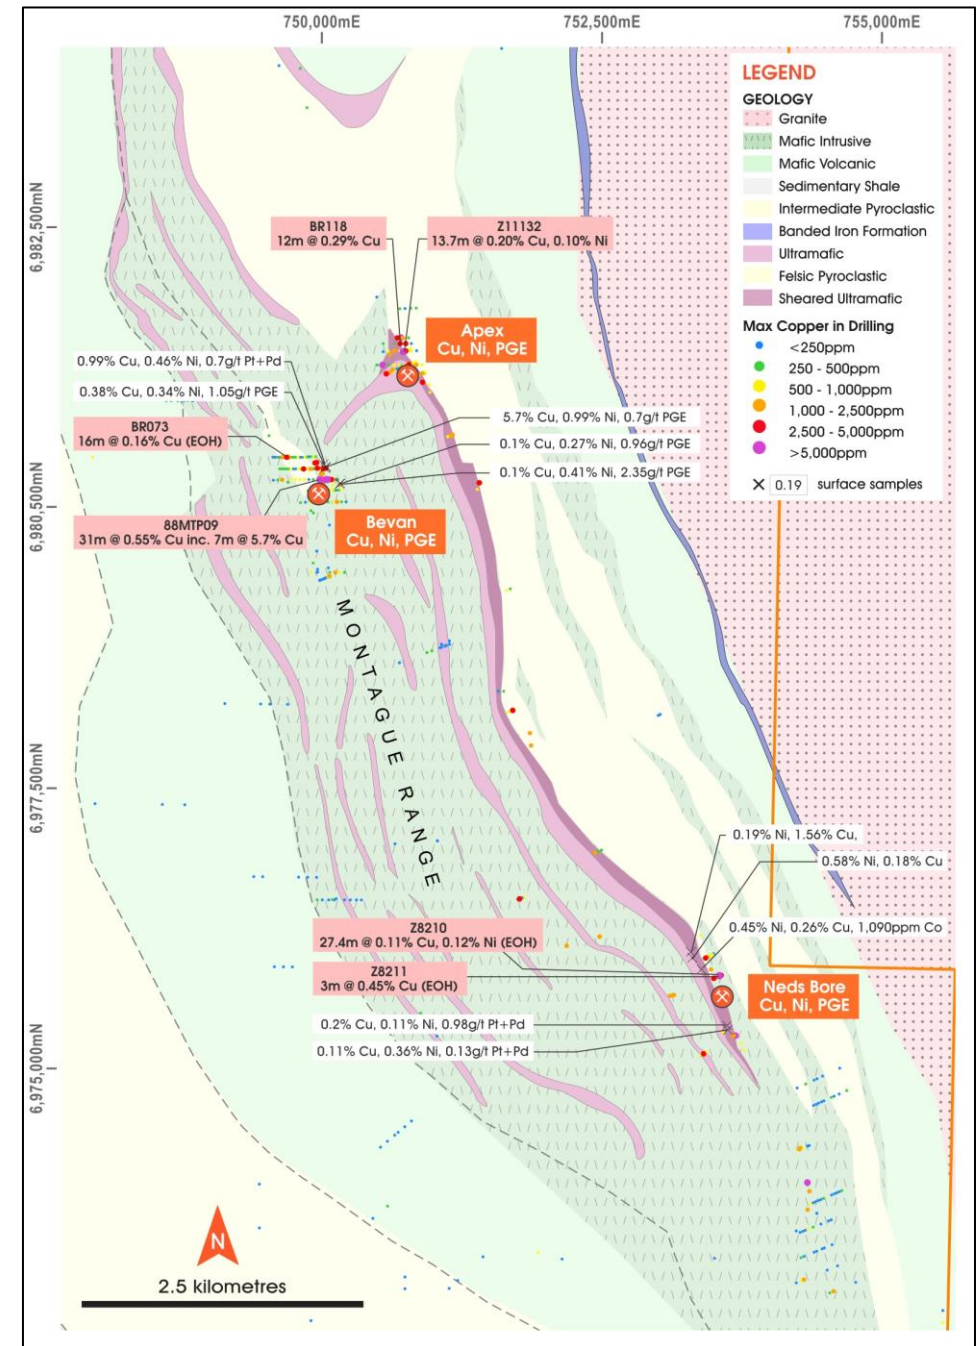 750,000mE
752,500mE
755,000mE
6,982,500mN
6,980,500mN
6,977,500mN
6,975,000mN
LEGEND
GEOLOGY
Granite
Mafic Intrusive
Mafic Volcanic
Sedimentary Shale
Intermediate Pyroclastic
Banded Iron Formation
Ultramafic
Felsic Pyroclastic
Sheared Ultramafic
Max Copper in Drilling
<250ppm
250 - 500ppm
500 - 1,000ppm
1,000 - 2,500ppm
2,500 - 5,000ppm
>5,000ppm
0.19 surface samples
BR118
12m @ 0.29% Cu
Z11132
13.7m @ 0.20% Cu, 0.10% Ni
Apex
Cu, Ni, PGE
0.99% Cu, 0.46% Ni, 0.7g/t Pt+Pd
0.38% Cu, 0.34% Ni, 1.05g/t PGE
BR073
16m @ 0.16% Cu (EOH)
5.7% Cu, 0.99% Ni, 0.7g/t PGE
0.1% Cu, 0.27% Ni, 0.96g/t PGE
0.1% Cu, 0.41% Ni, 2.35g/t PGE
88MTP09
31m @ 0.55% Cu inc. 7m @ 5.7% Cu
Bevan
Cu, Ni, PGE
MONTAGUE RANGE
0.19% Ni, 1.56% Cu,
0.58% Ni, 0.18% Cu
0.45% Ni, 0.26% Cu, 1,090ppm Co
Z8210
27.4m @ 0.11% Cu, 0.12% Ni (EOH)
Z8211
3m @ 0.45% Cu (EOH)
Neds Bore
Cu, Ni, PGE
0.2% Cu, 0.11% Ni, 0.98g/t Pt+Pd
0.11% Cu, 0.36% Ni, 0.13g/t Pt+Pd
N
2.5 kilometres